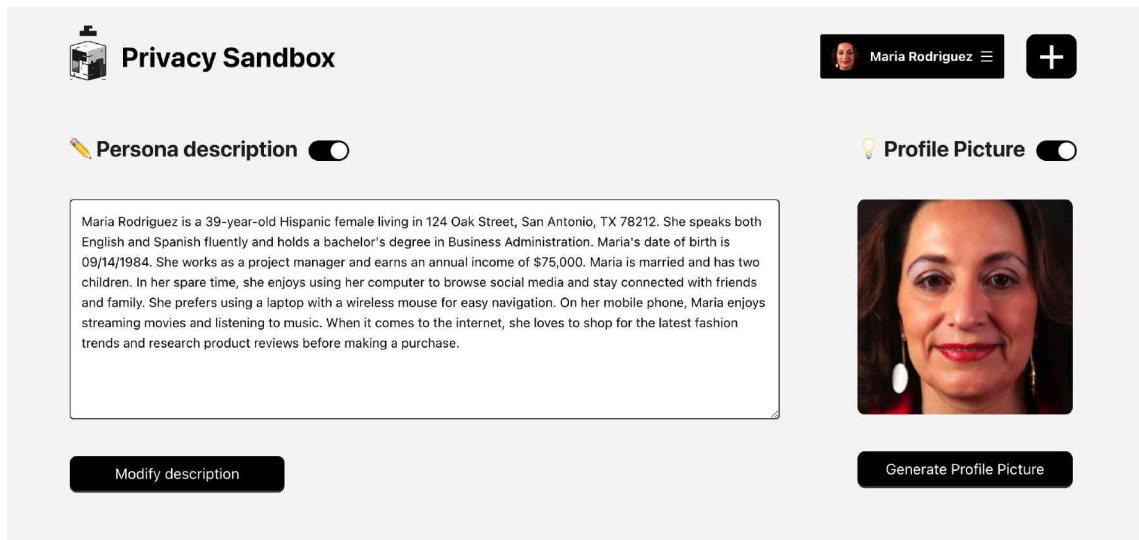 Privacy Sandbox
Maria Rodriguez
Persona description
Profile Picture
Maria Rodriguez is a 39-year-old Hispanic female living in 124 Oak Street, San Antonio, TX 78212. She speaks both
English and Spanish fluently and holds a bachelor's degree in Business Administration. Maria's date of birth is
09/14/1984. She works as a project manager and earns an annual income of $75,000. Maria is married and has two
children. In her spare time, she enjoys using her computer to browse social media and stay connected with friends
and family. She prefers using a laptop with a wireless mouse for easy navigation. On her mobile phone, Maria enjoys
streaming movies and listening to music. When it comes to the internet, she loves to shop for the latest fashion
trends and research product reviews before making a purchase.
Modify description
Generate Profile Picture